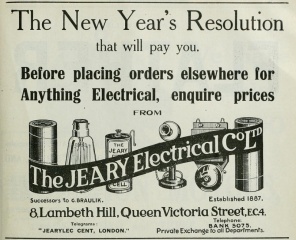 The New Year's Resolution
that will pay you.
Before placing orders elsewhere for
Anything Electrical, enquire prices
FROM
THE
JEARY
The JEARY Electrical Co LTD
Successors to G. BRAULIK.
Established 1887.
8, Lambeth Hill, Queen Victoria Street, E.C.4.
Telegrams:
"JEARYLEC CENT, LONDON."
Telephone:
BANK 5075.
Private Exchange to all Departments.